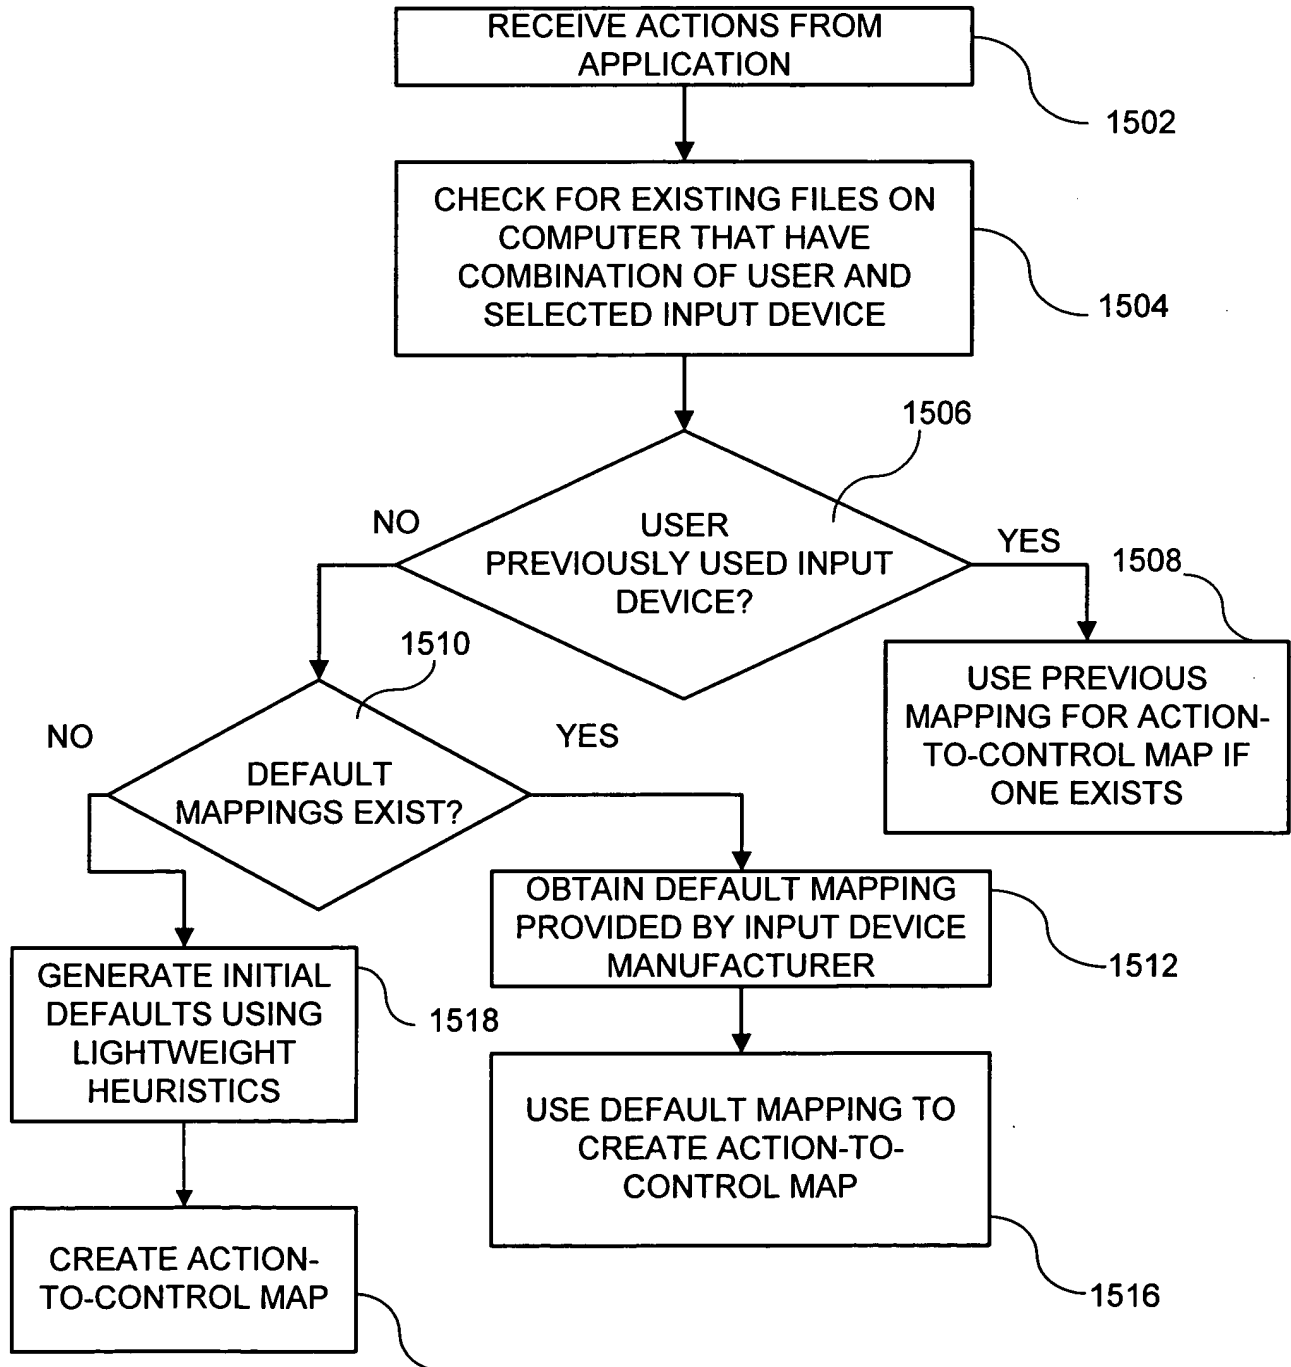 RECEIVE ACTIONS FROM
APPLICATION
1502
CHECK FOR EXISTING FILES ON
COMPUTER THAT HAVE
COMBINATION OF USER AND
SELECTED INPUT DEVICE
1504
1506
NO
USER
PREVIOUSLY USED INPUT
DEVICE?
YES
1508
USE PREVIOUS
MAPPING FOR ACTION-
TO-CONTROL MAP IF
ONE EXISTS
1510
NO
DEFAULT
MAPPINGS EXIST?
YES
OBTAIN DEFAULT MAPPING
PROVIDED BY INPUT DEVICE
MANUFACTURER
1512
GENERATE INITIAL
DEFAULTS USING
LIGHTWEIGHT
HEURISTICS
1518
USE DEFAULT MAPPING TO
CREATE ACTION-TO-
CONTROL MAP
1516
CREATE ACTION-
TO-CONTROL MAP